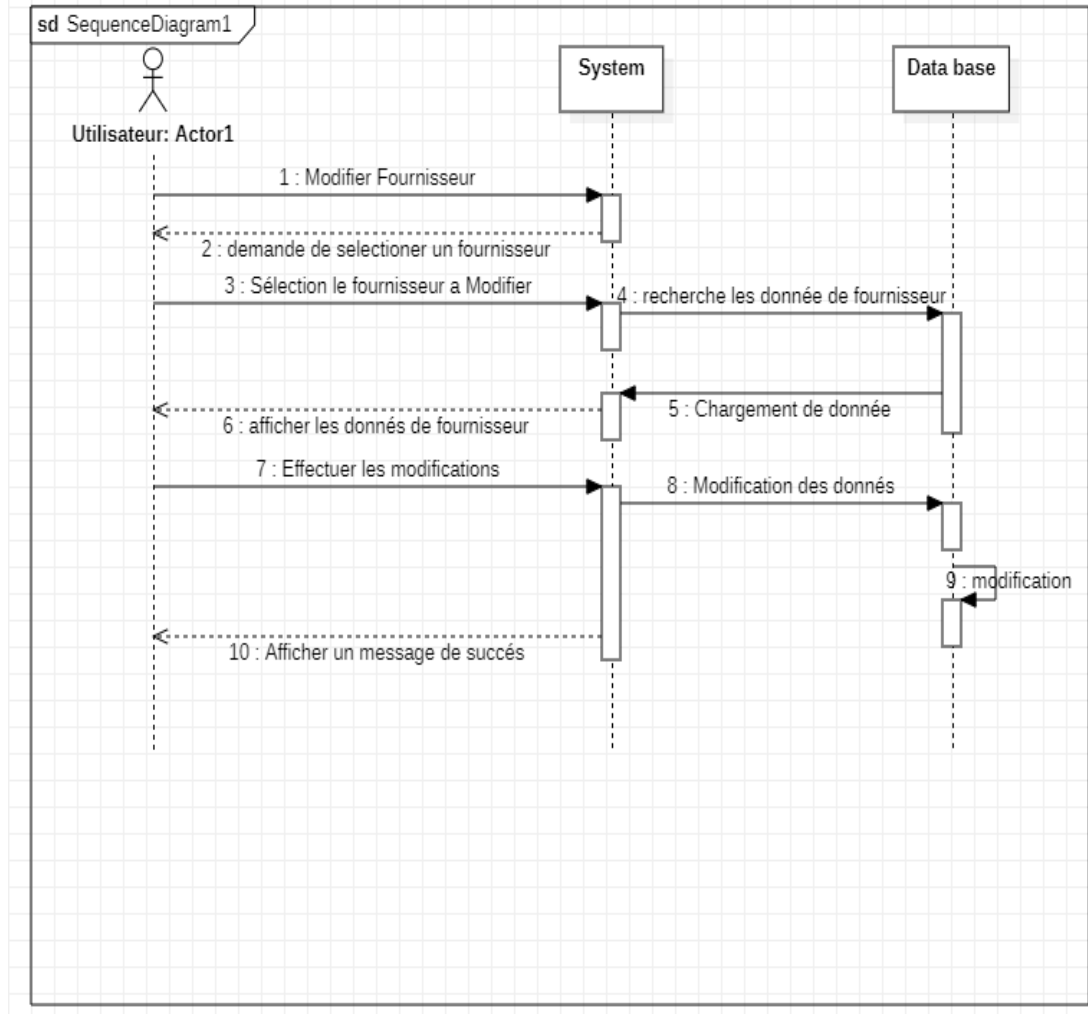 sd SequenceDiagram1
System
Data base
Utilisateur: Actor1
1 : Modifier Fournisseur
2 : demande de selectioner un fournisseur
3 : Sélection le fournisseur a Modifier
4 : recherche les donnée de fournisseur
5 : Chargement de donnée
6 : afficher les donnés de fournisseur
7 : Effectuer les modifications
8 : Modification des donnés
9 : modification
10 : Afficher un message de succés